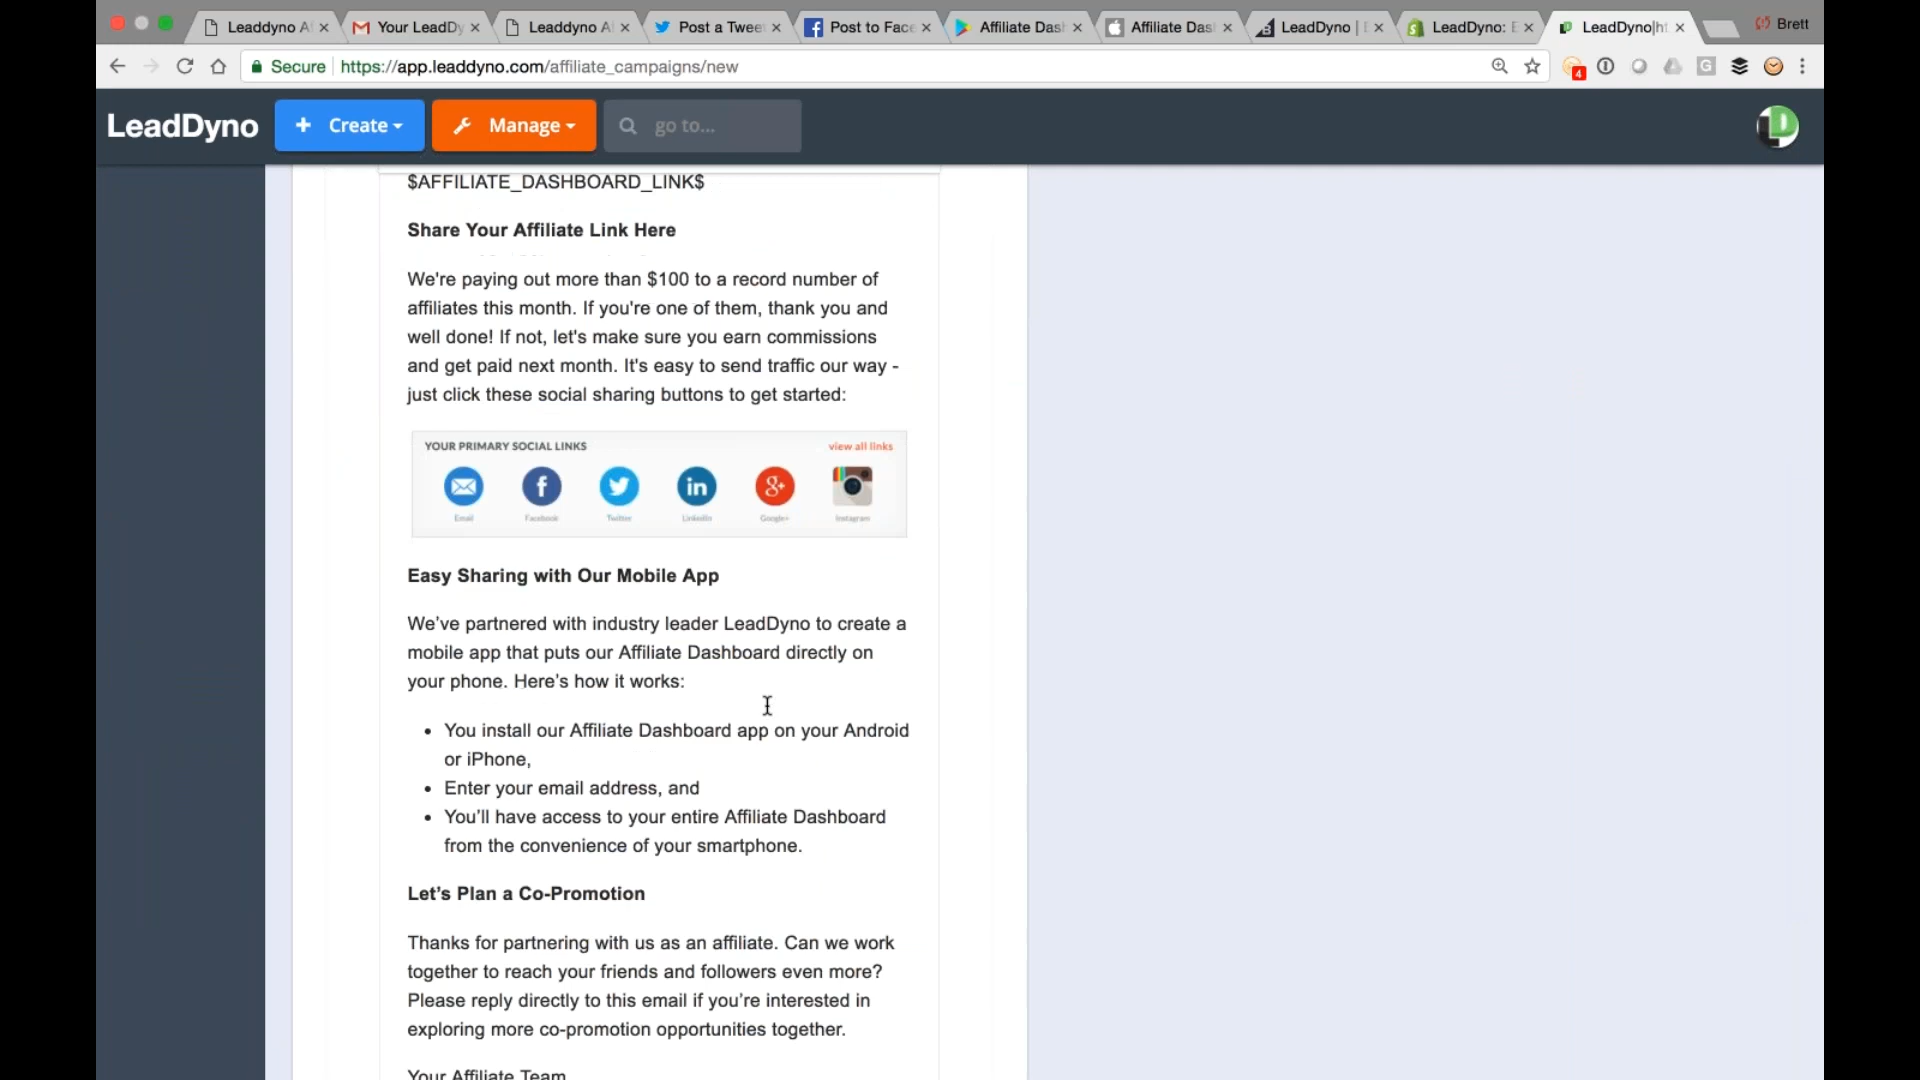 Leaddyno A
Your LeadDy
Leaddyno A
Post a Twee
Post to Face
Affiliate Dash
Affiliate Das
LeadDyno |
LeadDyno: E
LeadDyno|ht
Brett
Secure
https://app.leaddyno.com/affiliate_campaigns/new
4
LeadDyno
+ Create
Manage
go to...
$AFFILIATE_DASHBOARD_LINK$
Share Your Affiliate Link Here
We're paying out more than $100 to a record number of
affiliates this month. If you're one of them, thank you and
well done! If not, let's make sure you earn commissions
and get paid next month. It's easy to send traffic our way -
just click these social sharing buttons to get started:
YOUR PRIMARY SOCIAL LINKS view all links
Email Facebook Twitter LinkedIn Google+ Instagram
Easy Sharing with Our Mobile App
We’ve partnered with industry leader LeadDyno to create a
mobile app that puts our Affiliate Dashboard directly on
your phone. Here’s how it works:
• You install our Affiliate Dashboard app on your Android
or iPhone,
• Enter your email address, and
• You’ll have access to your entire Affiliate Dashboard
from the convenience of your smartphone.
Let’s Plan a Co-Promotion
Thanks for partnering with us as an affiliate. Can we work
together to reach your friends and followers even more?
Please reply directly to this email if you’re interested in
exploring more co-promotion opportunities together.
Your Affiliate Team